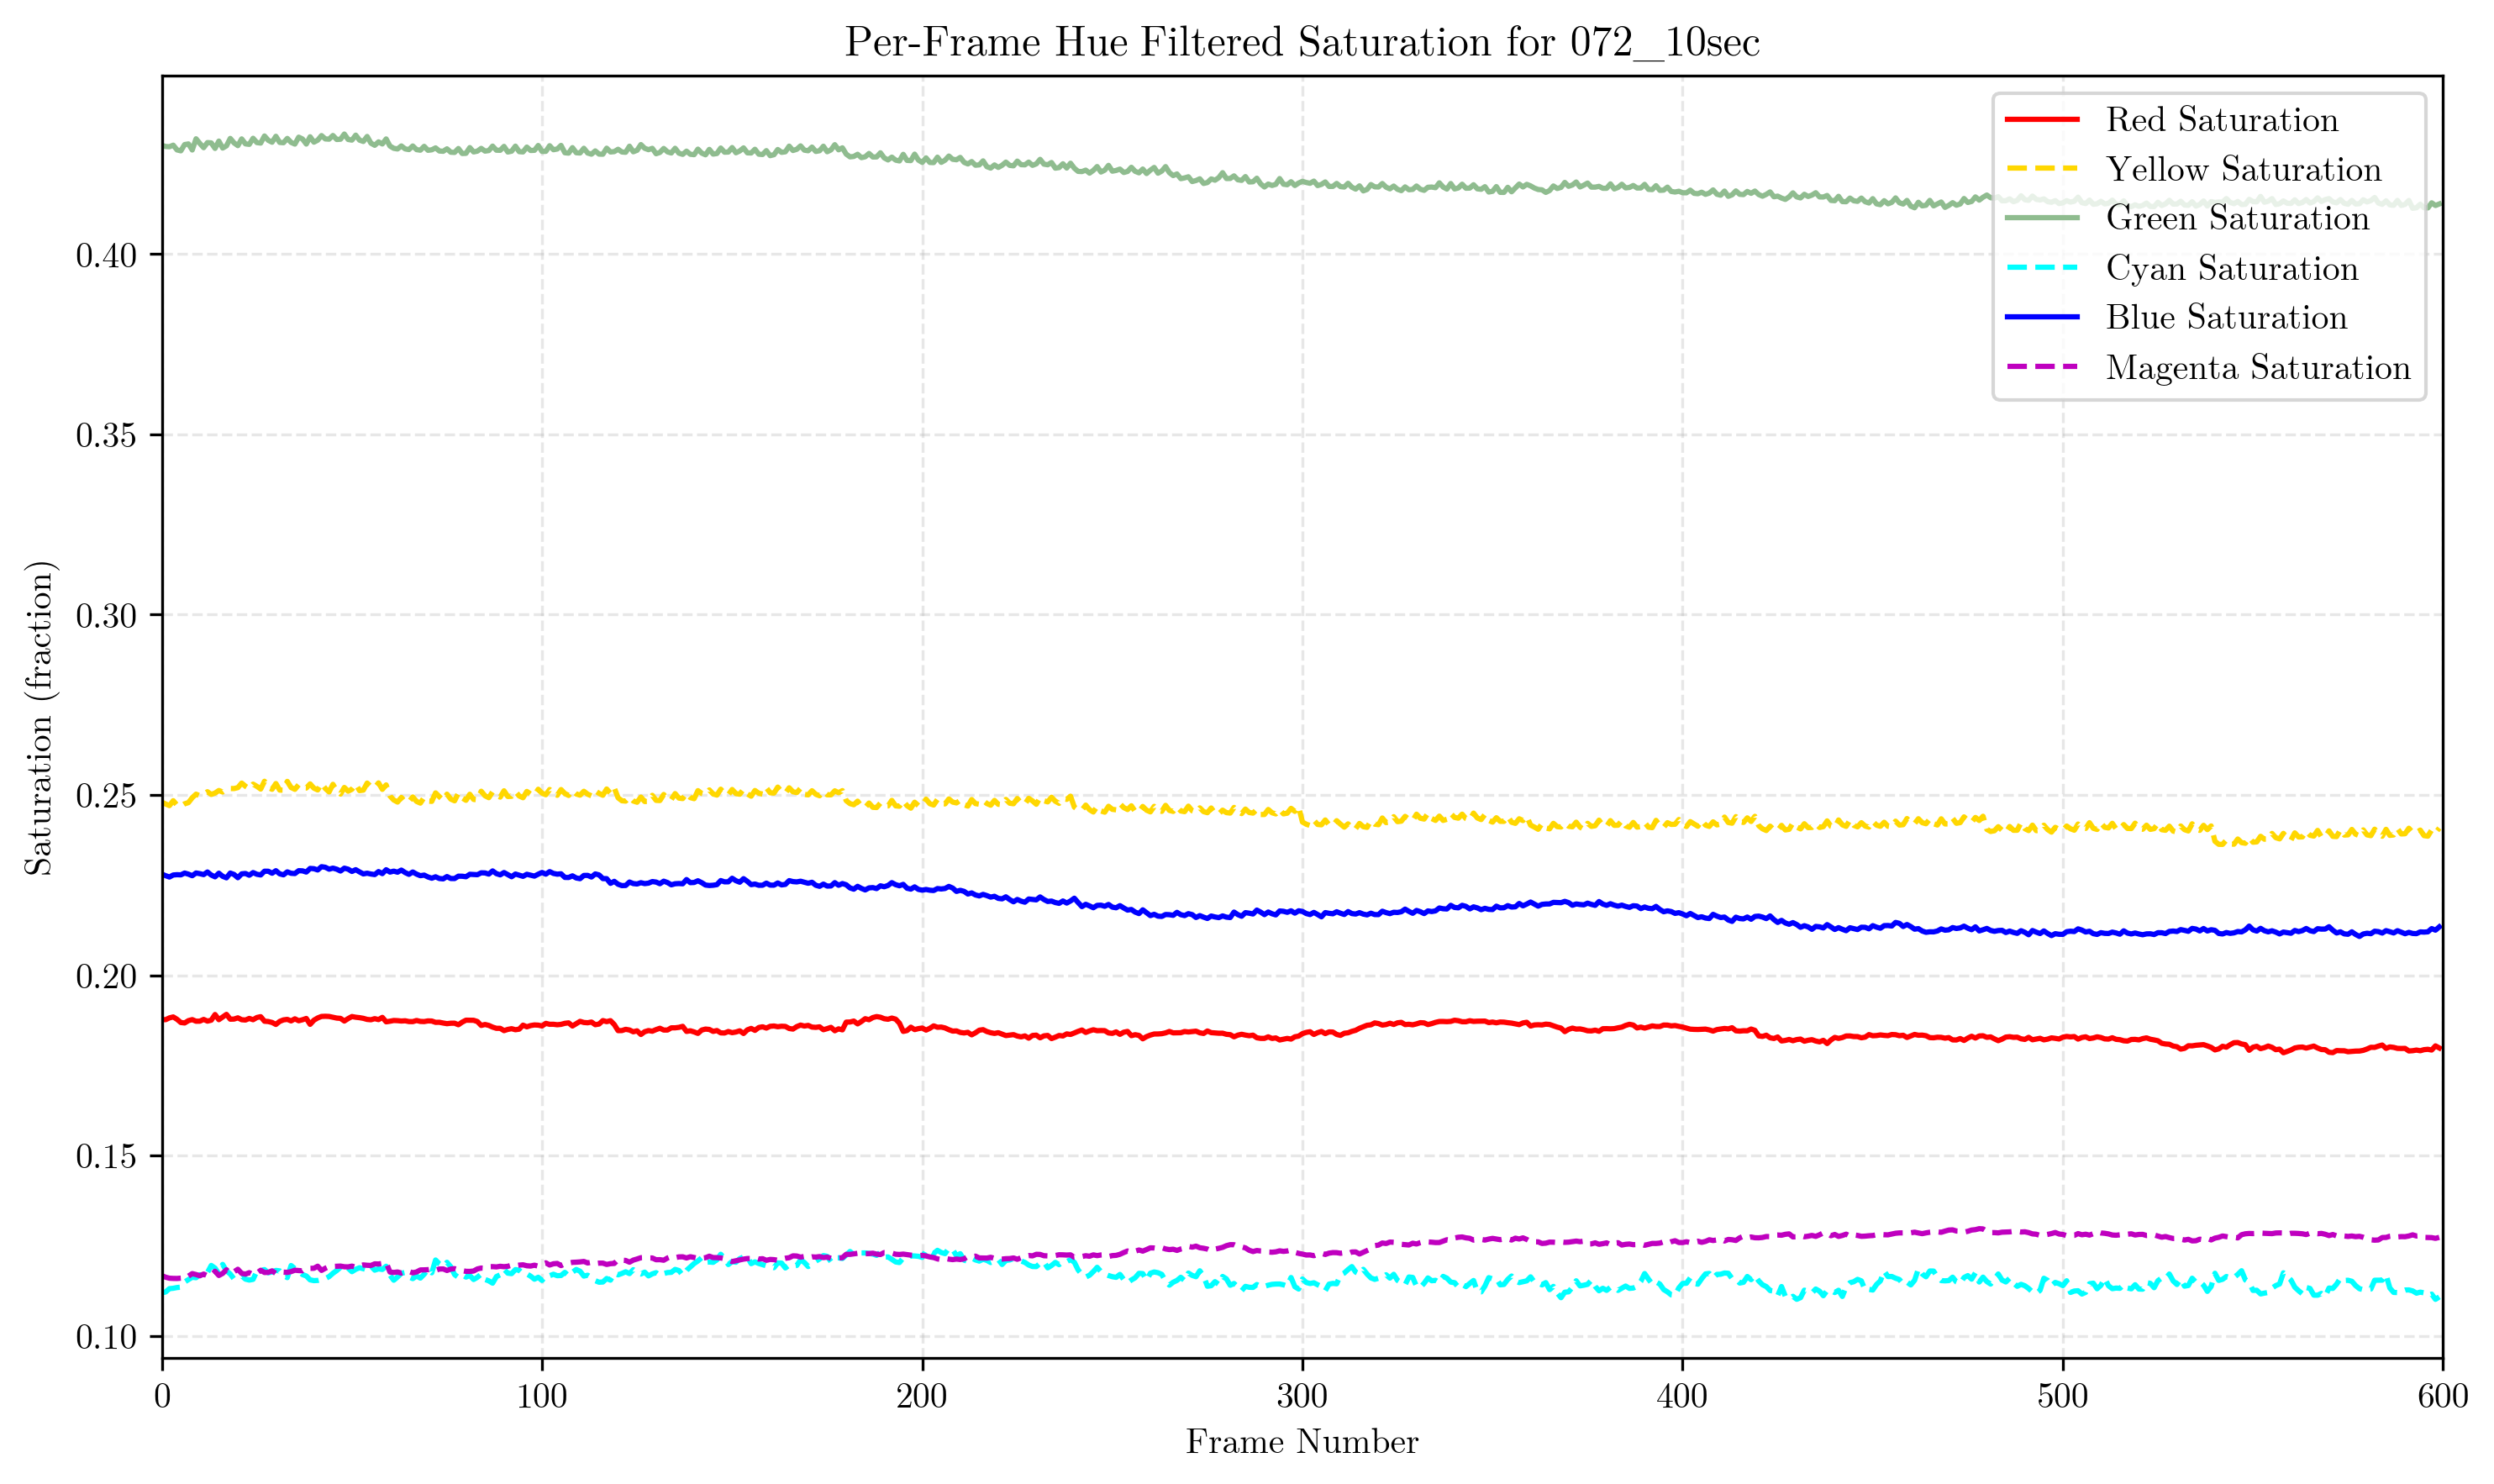 Per-Frame Hue Filtered Saturation for 072_10sec
Red Saturation
Yellow Saturation
Green Saturation
Cyan Saturation
Blue Saturation
Magenta Saturation
Saturation (fraction)
0.40
0.35
0.30
0.25
0.20
0.15
0.10
0 100 200 300 400 500 600
Frame Number